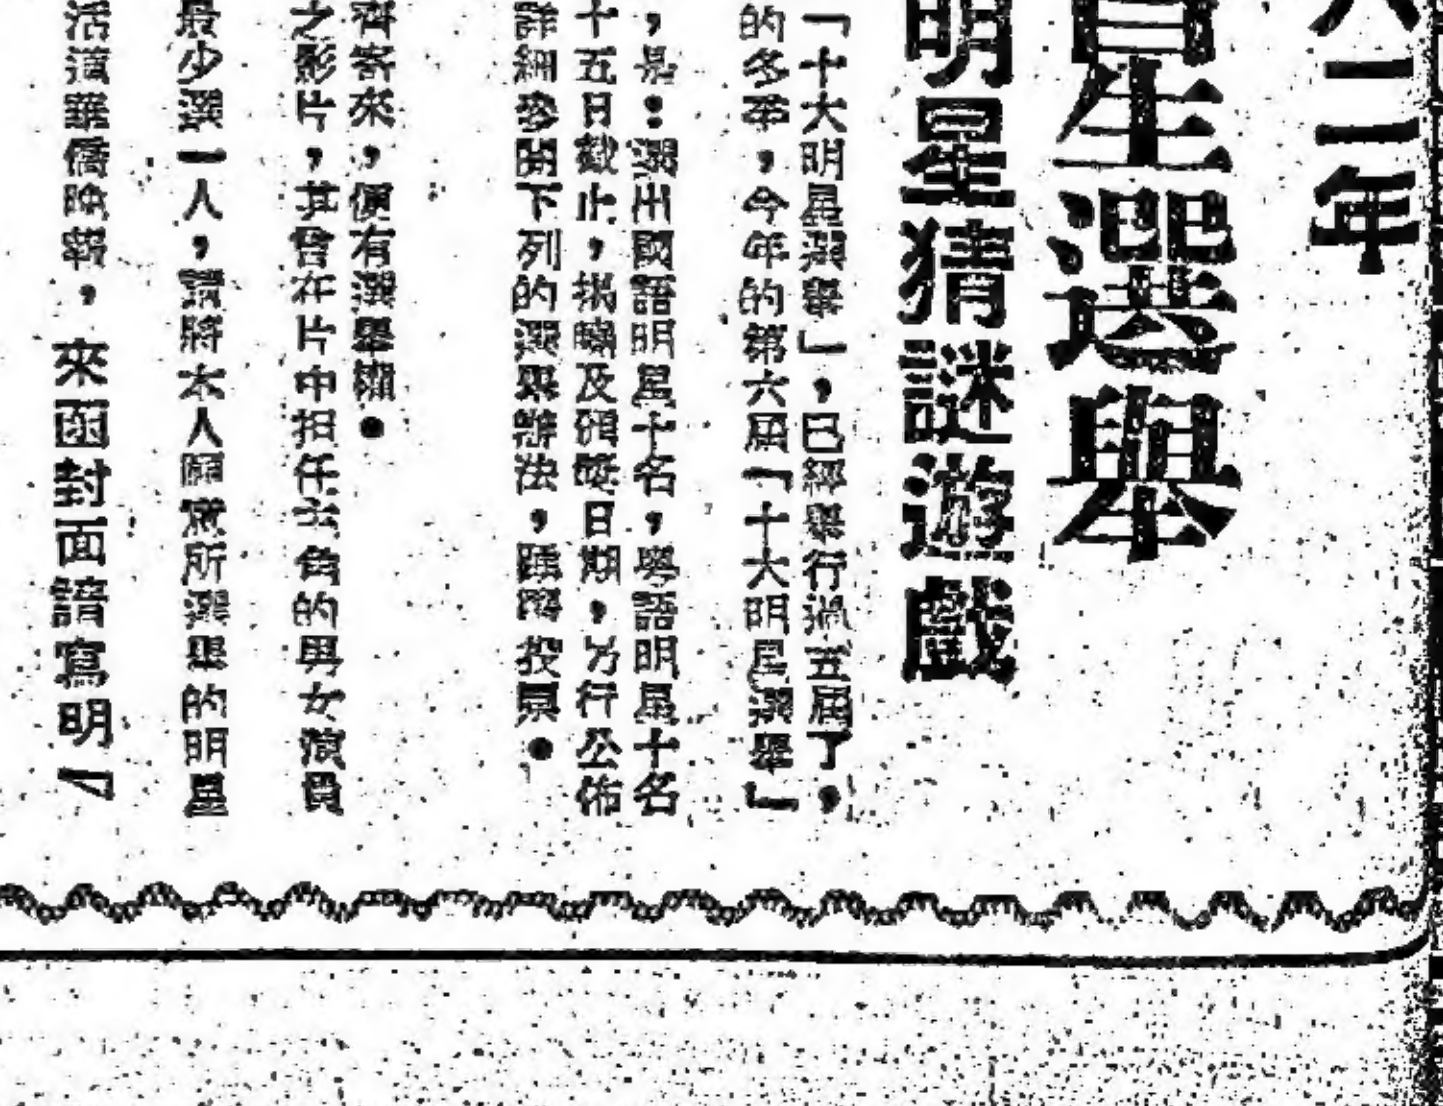 六二年
星選舉
明星猜謎遊戲
「十大明星選舉」，已經舉行過五屆了，
的多年，今年的第六屆「十大明星選舉」
，是：選出國語明星十名，粵語明星十名
十五日截止，揭曉及頒獎日期，另行公佈
詳細參閱下列的選舉辦法，踴躍投票●
齊寄來，便有選舉權●
之影片，其曾在片中担任主角的男女演員
最少選一人，請將本人願意所選舉的明星
活道華僑晚報，來函封面請寫明「